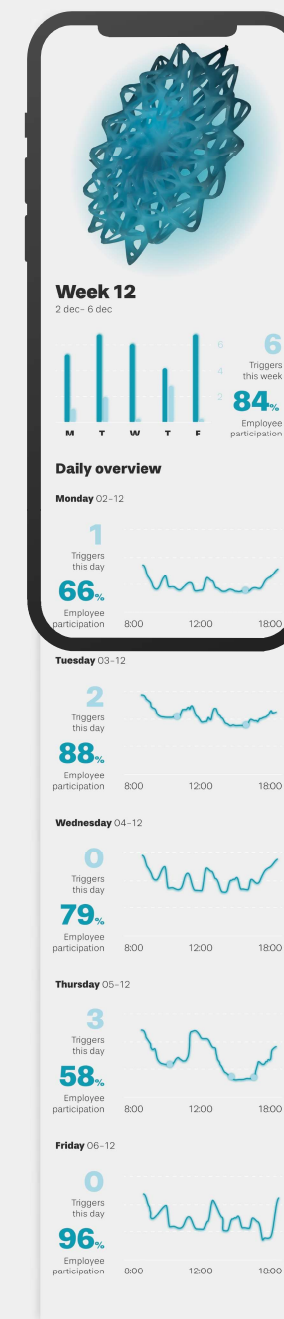 Week 12
2 dec- 6 dec
6
4
2
M T W T F
6
Triggers
this week
84%
Employee
participation
Daily overview
Monday 02-12
1
Triggers
this day
66%
Employee
participation
8:00 12:00 18:00
Tuesday 03-12
2
Triggers
this day
88%
Employee
participation
8:00 12:00 18:00
Wednesday 04-12
0
Triggers
this day
79%
Employee
participation
8:00 12:00 18:00
Thursday 05-12
3
Triggers
this day
58%
Employee
participation
8:00 12:00 18:00
Friday 06-12
0
Triggers
this day
96%
Employee
participation
12:00